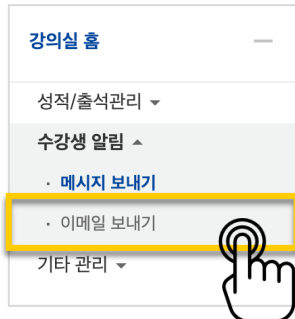 강의실 홈
성적/출석관리
수강생 알림
· 메시지 보내기
· 이메일 보내기
기타 관리